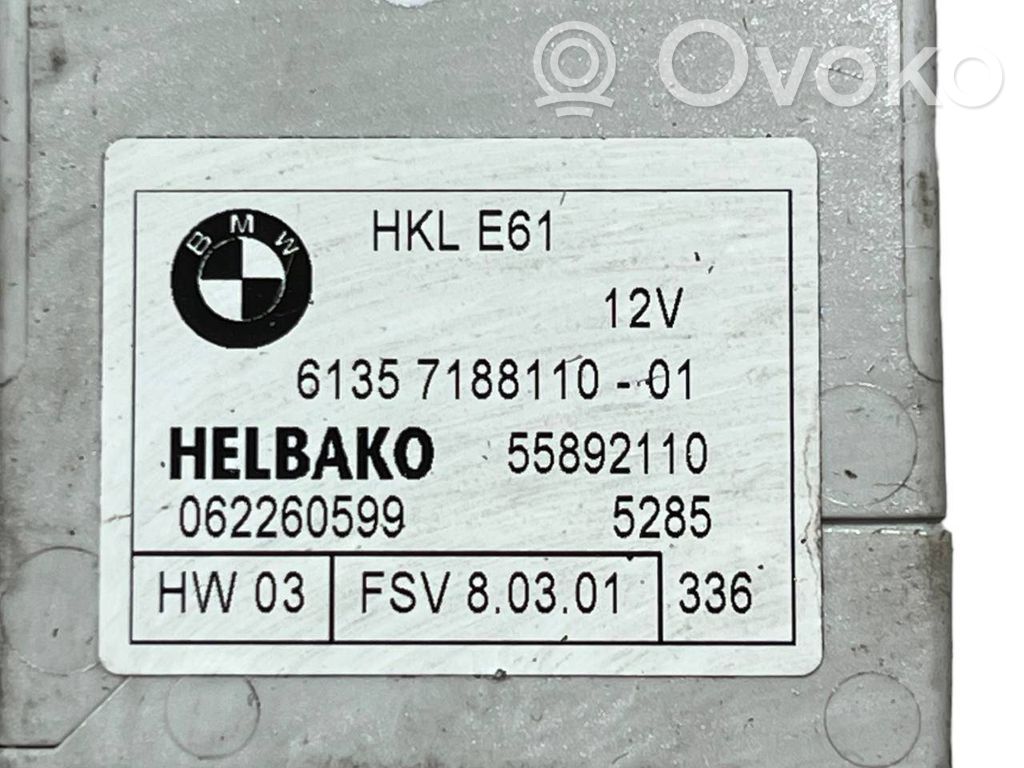 Ovoko
BMW
HKL E61
12V
6135 7188110 - 01
HELBAKO 55892110
062260599 5285
HW 03 FSV 8.03.01 336